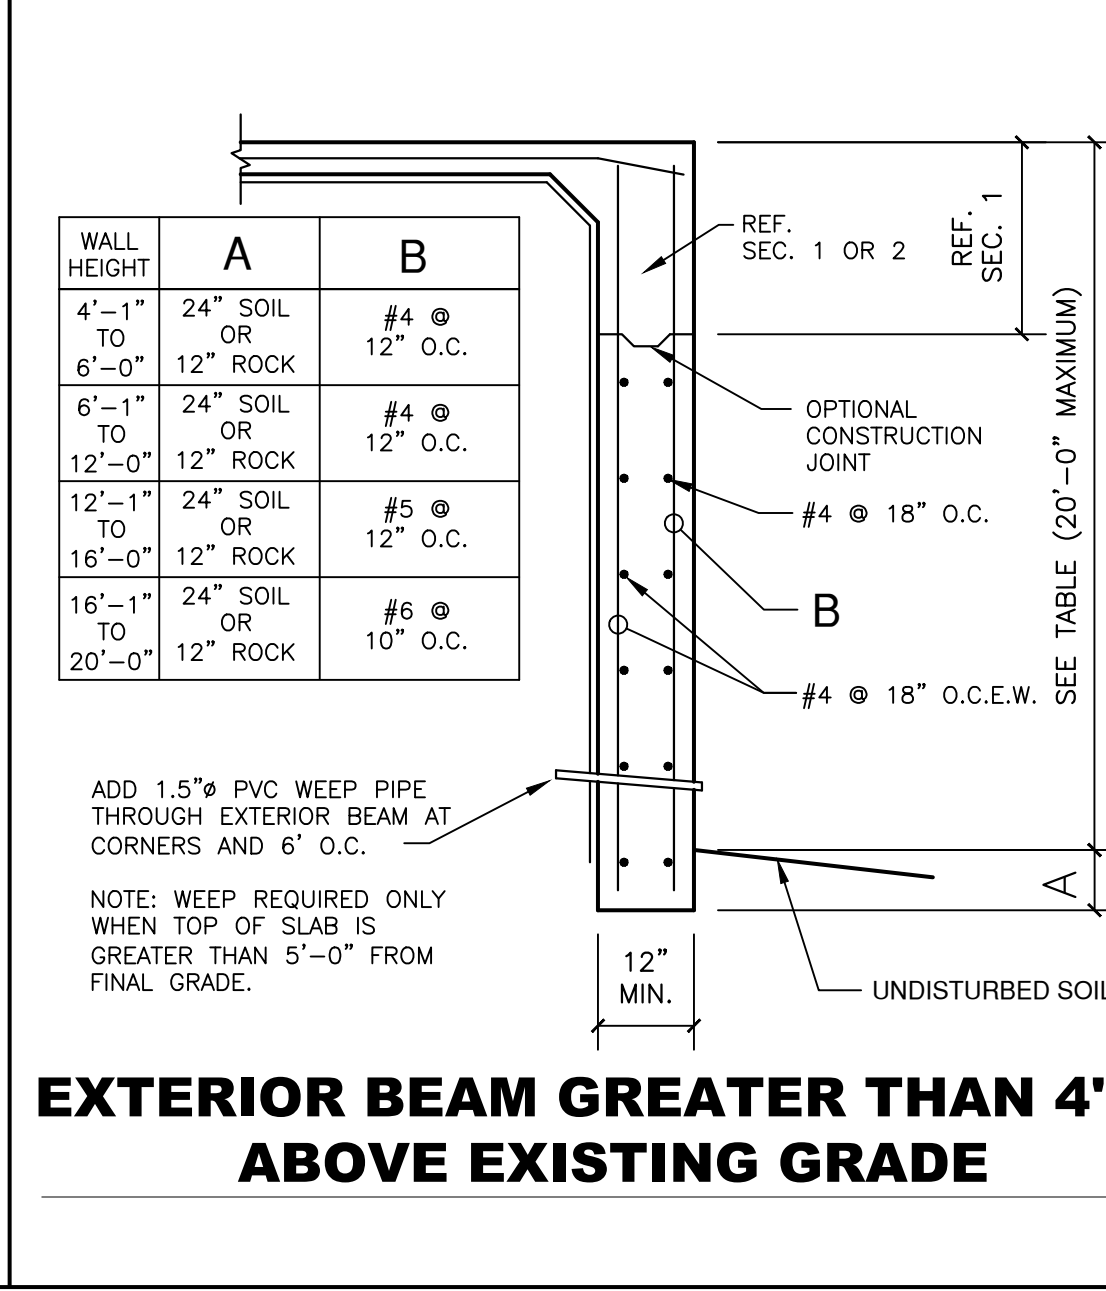 WALL
HEIGHT
A
B
4'-1"
TO
6'-0"
24" SOIL
OR
12" ROCK
#4 @
12" O.C.
6'-1"
TO
12'-0"
24" SOIL
OR
12" ROCK
#4 @
12" O.C.
12'-1"
TO
16'-0"
24" SOIL
OR
12" ROCK
#5 @
12" O.C.
16'-1"
TO
20'-0"
24" SOIL
OR
12" ROCK
#6 @
10" O.C.
REF.
SEC. 1 OR 2
REF.
SEC. 1
SEE TABLE (20'-0" MAXIMUM)
OPTIONAL
CONSTRUCTION
JOINT
#4 @ 18" O.C.
B
#4 @ 18" O.C.E.W.
ADD 1.5"ø PVC WEEP PIPE
THROUGH EXTERIOR BEAM AT
CORNERS AND 6' O.C.
NOTE: WEEP REQUIRED ONLY
WHEN TOP OF SLAB IS
GREATER THAN 5'-0" FROM
FINAL GRADE.
A
12"
MIN.
UNDISTURBED SOIL
EXTERIOR BEAM GREATER THAN 4'
ABOVE EXISTING GRADE